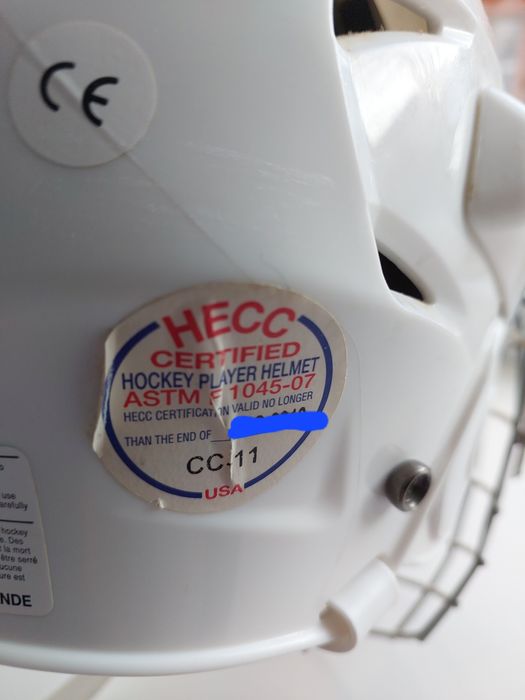 CE
HECC
CERTIFIED
HOCKEY PLAYER HELMET
ASTM F1045-07
HECC CERTIFICATION VALID NO LONGER
THAN THE END OF
CC-11
USA
use
hockey
e. Des
la mort
être serré
ucune
ure est
NDE